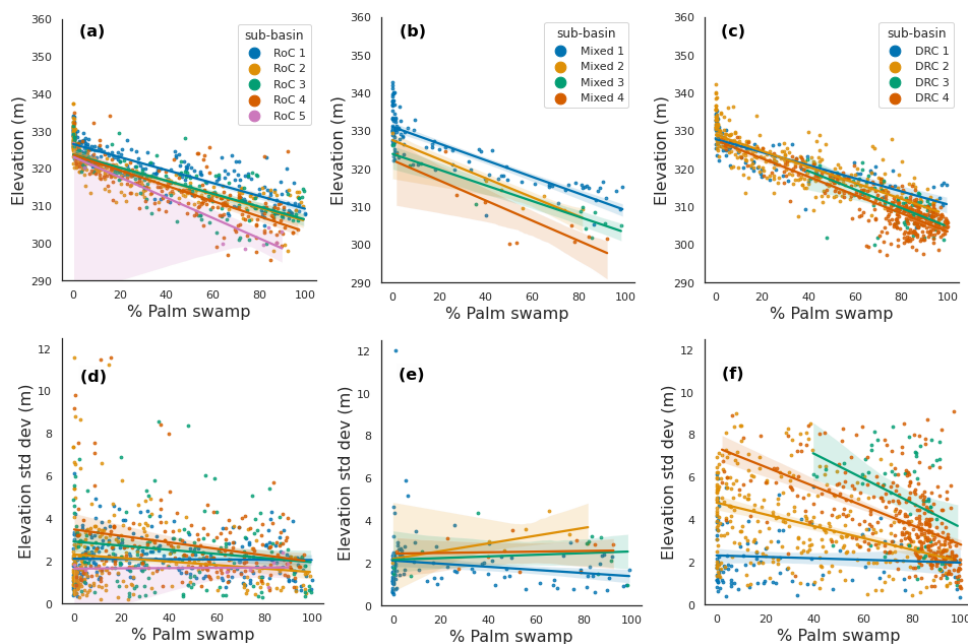 (a)
sub-basin
RoC 1
RoC 2
RoC 3
RoC 4
RoC 5
360
350
340
330
320
310
300
290
Elevation (m)
0 20 40 60 80 100
% Palm swamp
(b)
sub-basin
Mixed 1
Mixed 2
Mixed 3
Mixed 4
360
350
340
330
320
310
300
290
Elevation (m)
0 20 40 60 80 100
% Palm swamp
(c)
sub-basin
DRC 1
DRC 2
DRC 3
DRC 4
360
350
340
330
320
310
300
290
Elevation (m)
0 20 40 60 80 100
% Palm swamp
(d)
12
10
8
6
4
2
0
Elevation std dev (m)
0 20 40 60 80 100
% Palm swamp
(e)
12
10
8
6
4
2
0
Elevation std dev (m)
0 20 40 60 80 100
% Palm swamp
(f)
12
10
8
6
4
2
0
Elevation std dev (m)
0 20 40 60 80 100
% Palm swamp